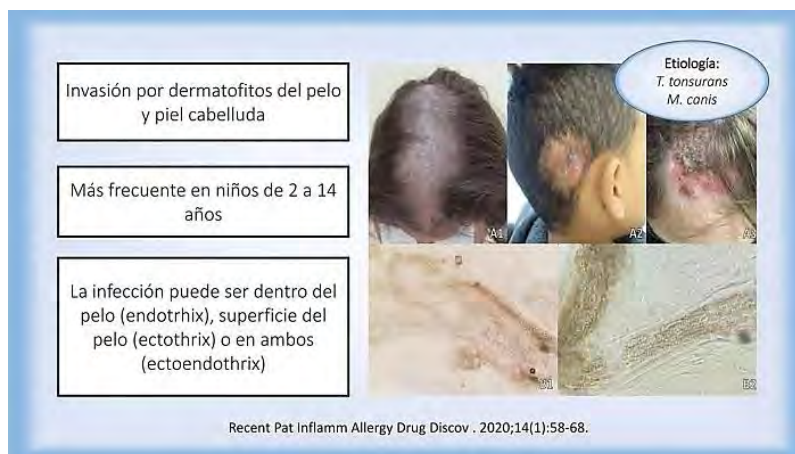 Invasión por dermatofitos del pelo
y piel cabelluda
Etiología:
T. tonsurans
M. canis
Más frecuente en niños de 2 a 14
años
A1
A2
A3
La infección puede ser dentro del
pelo (endotrhix), superficie del
pelo (ectothrix) o en ambos
(ectoendothrix)
B1
B2
Recent Pat Inflamm Allergy Drug Discov . 2020;14(1):58-68.